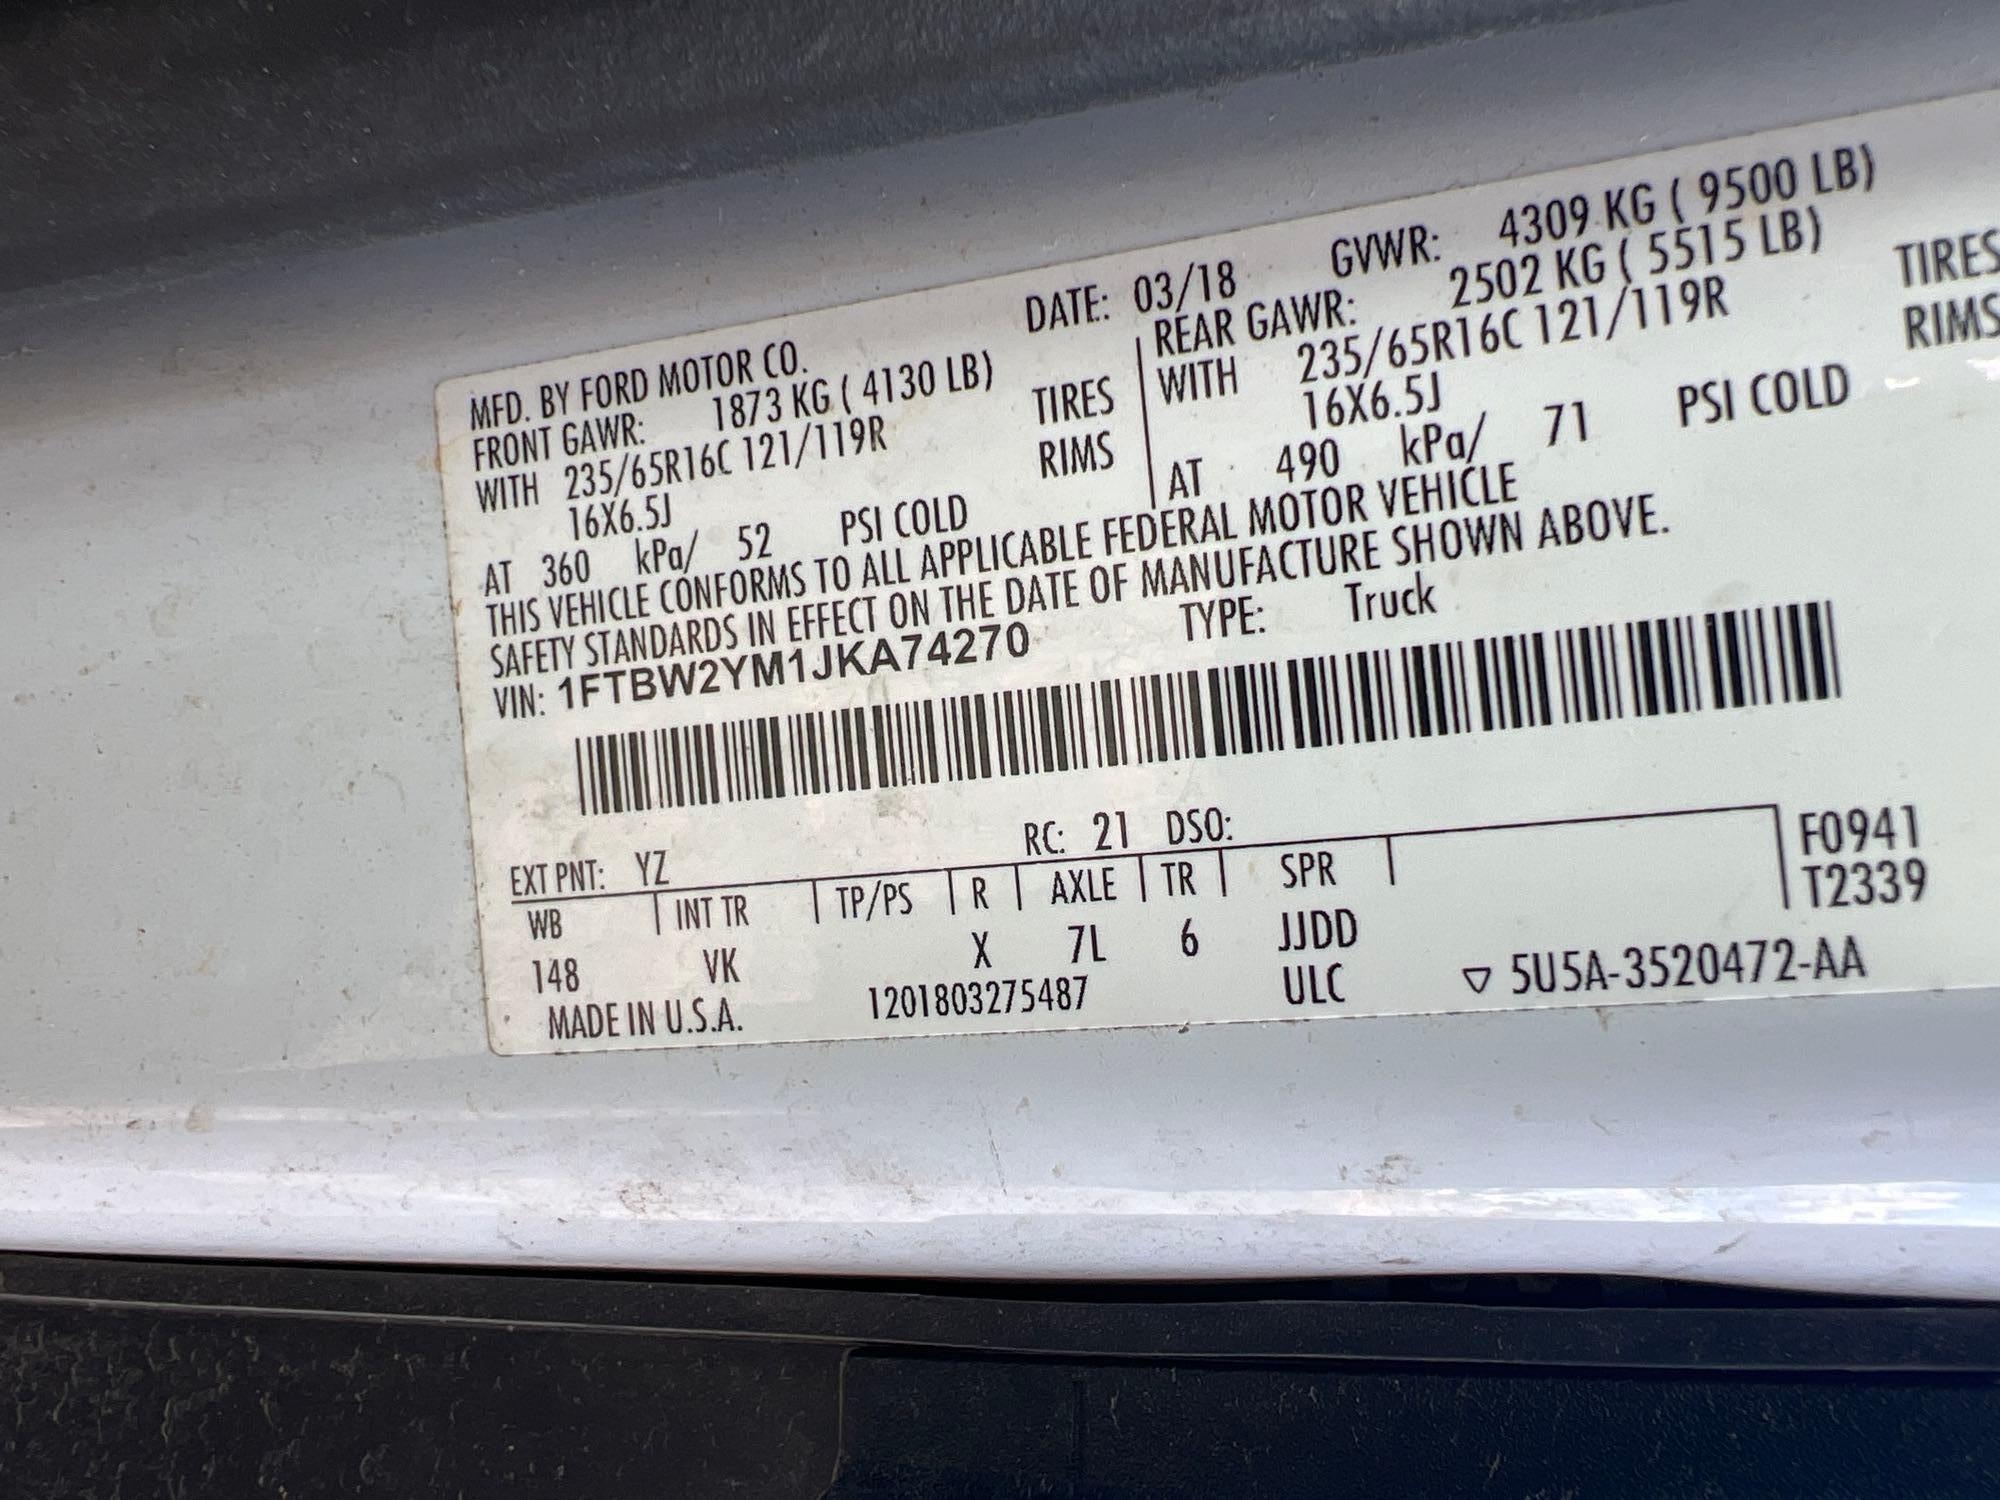 MFD. BY FORD MOTOR CO. DATE: 03/18 GVWR: 4309 KG ( 9500 LB)
FRONT GAWR: 1873 KG ( 4130 LB) REAR GAWR: 2502 KG ( 5515 LB)
WITH 235/65R16C 121/119R TIRES WITH 235/65R16C 121/119R TIRES
16X6.5J RIMS 16X6.5J RIMS
AT 360 kPa/ 52 PSI COLD AT 490 kPa/ 71 PSI COLD
THIS VEHICLE CONFORMS TO ALL APPLICABLE FEDERAL MOTOR VEHICLE
SAFETY STANDARDS IN EFFECT ON THE DATE OF MANUFACTURE SHOWN ABOVE.
VIN: 1FTBW2YM1JKA74270 TYPE: Truck
EXT PNT: YZ RC: 21 DSO:
WB INT TR TP/PS R AXLE TR SPR F0941
T2339
148 VK X 7L 6 JJDD
MADE IN U.S.A. 1201803275487 ULC ▽ 5U5A-3520472-AA